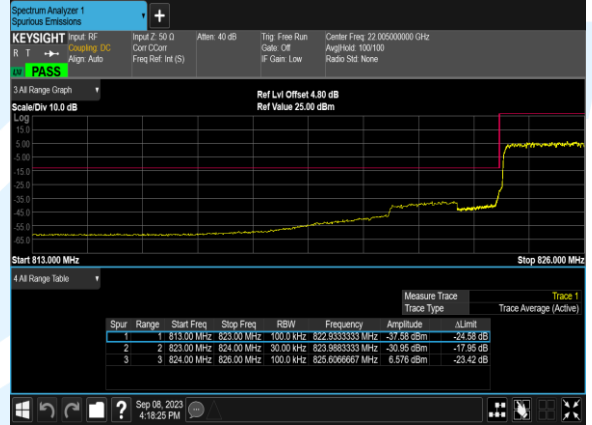 Spectrum Analyzer 1
Spurious Emissions
KEYSIGHT Input: RF Input Z: 50 Ω Atten: 40 dB Trig: Free Run Center Freq: 22.005000000 GHz
R T Coupling: DC Corr CCorr Gate: Off Avg|Hold: 100/100
Align: Auto Freq Ref: Int (S) IF Gain: Low Radio Std: None
PASS
3 All Range Graph
Ref Lvl Offset 4.80 dB
Scale/Div 10.0 dB Ref Value 25.00 dBm
Log
15.0
5.00
-5.00
-15.0
-25.0
-35.0
-45.0
-55.0
-65.0
Start 813.000 MHz Stop 826.000 MHz
4 All Range Table
Measure Trace Trace 1
Trace Type Trace Average (Active)
Spur Range Start Freq Stop Freq RBW Frequency Amplitude ΔLimit
1 1 813.00 MHz 823.00 MHz 100.0 kHz 822.9333333 MHz -37.58 dBm -24.58 dB
2 2 823.00 MHz 824.00 MHz 30.00 kHz 823.9883333 MHz -30.95 dBm -17.95 dB
3 3 824.00 MHz 826.00 MHz 100.0 kHz 825.6066667 MHz 6.576 dBm -23.42 dB
Sep 08, 2023
4:18:25 PM